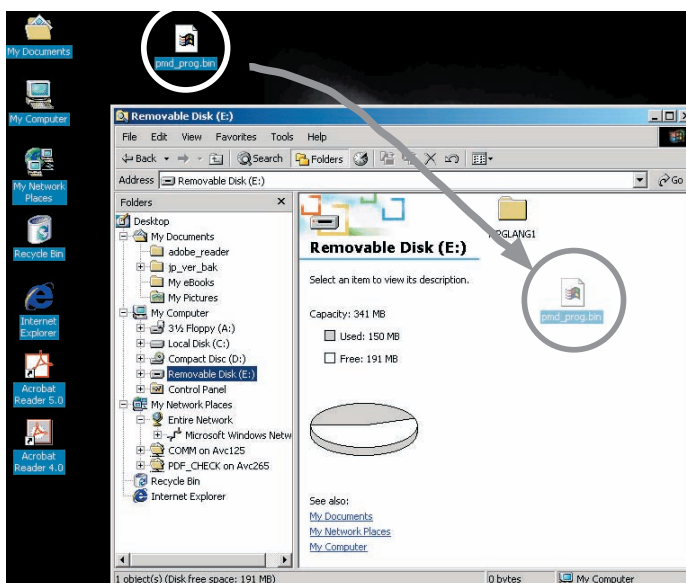 My Documents
pmd_prog.bin
My Computer
My Network
Places
Recycle Bin
Internet
Explorer
Acrobat
Reader 5.0
Acrobat
Reader 4.0
Removable Disk (E:)
File Edit View Favorites Tools Help
Back Search Folders
Address Removable Disk (E:) Go
Folders
Desktop
My Documents
adobe_reader
jp_ver_bak
My eBooks
My Pictures
My Computer
3½ Floppy (A:)
Local Disk (C:)
Compact Disc (D:)
Removable Disk (E:)
Control Panel
My Network Places
Entire Network
Microsoft Windows Netw
COMM on Avc125
PDF_CHECK on Avc265
Recycle Bin
Internet Explorer
Removable Disk (E:)
Select an item to view its description.
Capacity: 341 MB
Used: 150 MB
Free: 191 MB
See also:
My Documents
My Network Places
My Computer
pmd_prog.bin
1 object(s) (Disk free space: 191 MB) 0 bytes My Computer